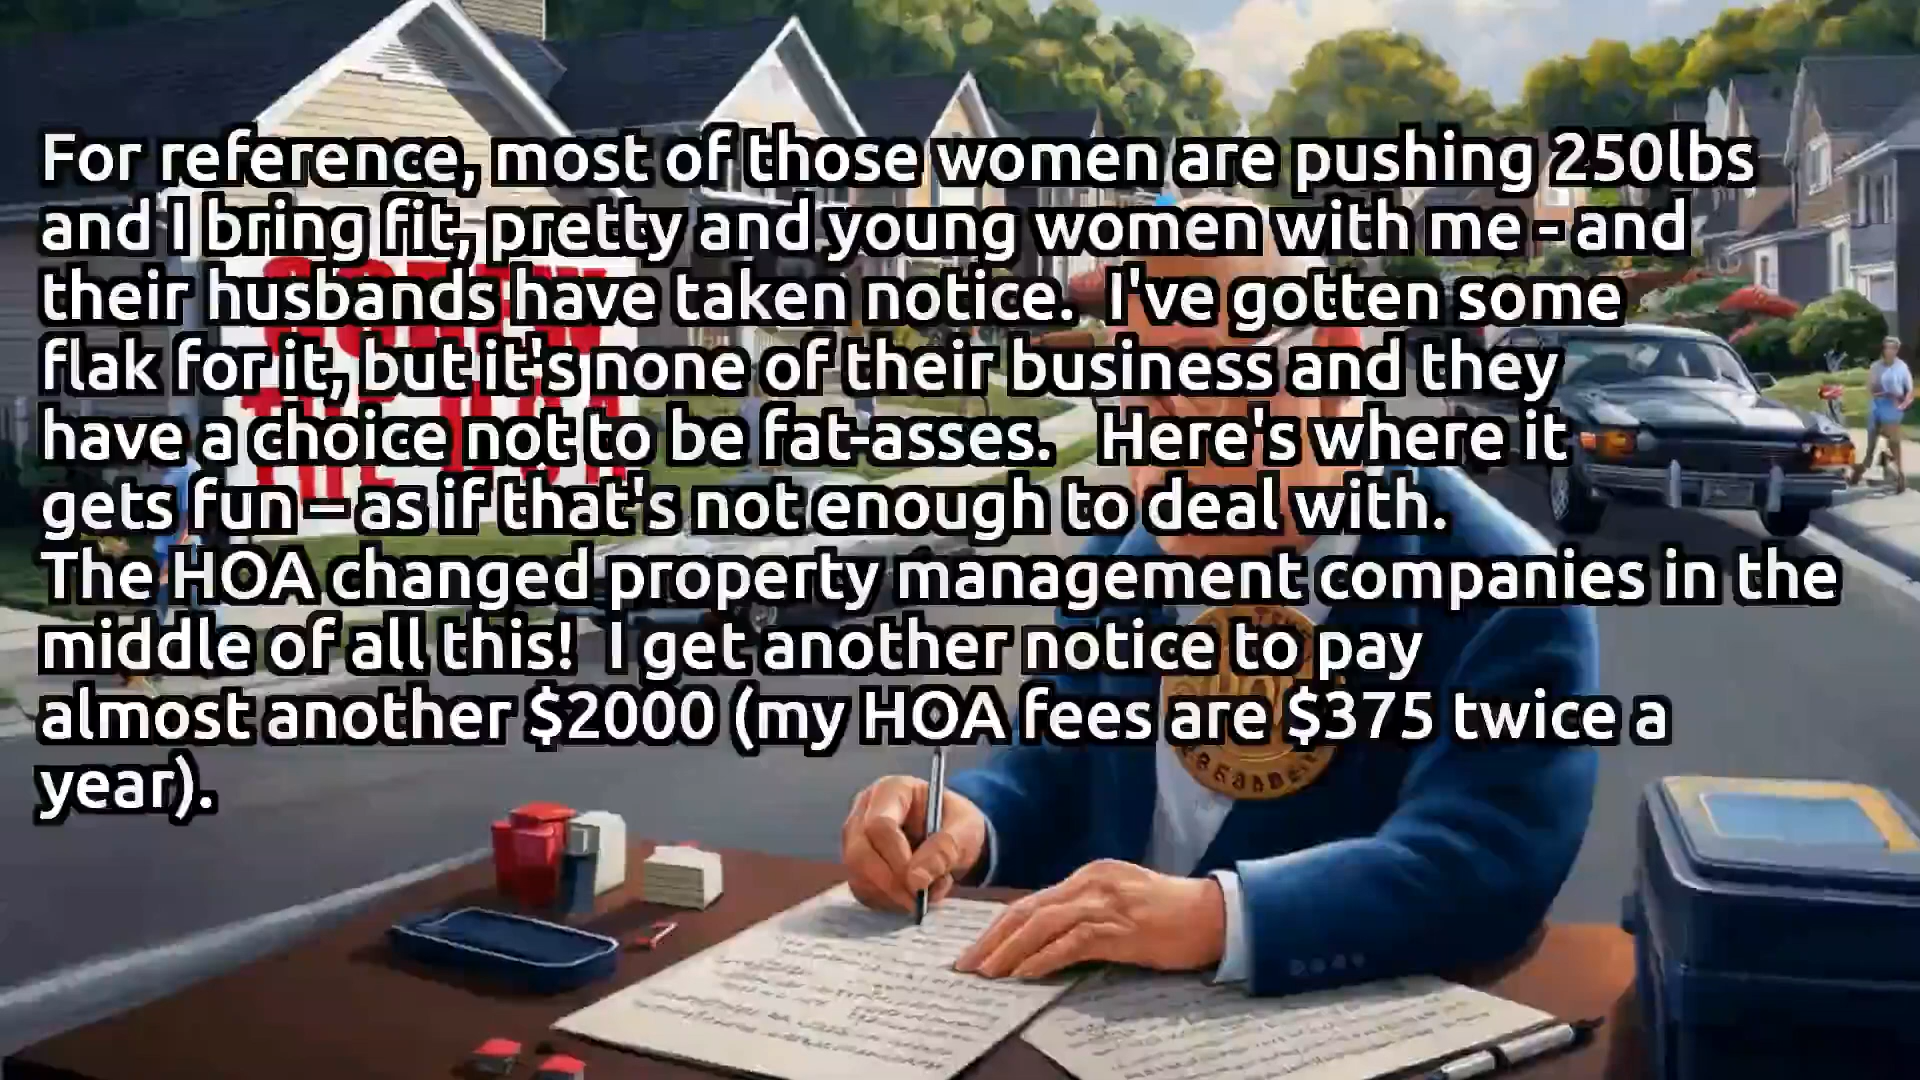 For reference, most of those women are pushing 250lbs
and I bring fit, pretty and young women with me - and
their husbands have taken notice.  I've gotten some
flak for it, but it's none of their business and they
have a choice not to be fat-asses.   Here's where it
gets fun – as if that's not enough to deal with.
The HOA changed property management companies in the
middle of all this!  I get another notice to pay
almost another $2000 (my HOA fees are $375 twice a
year).